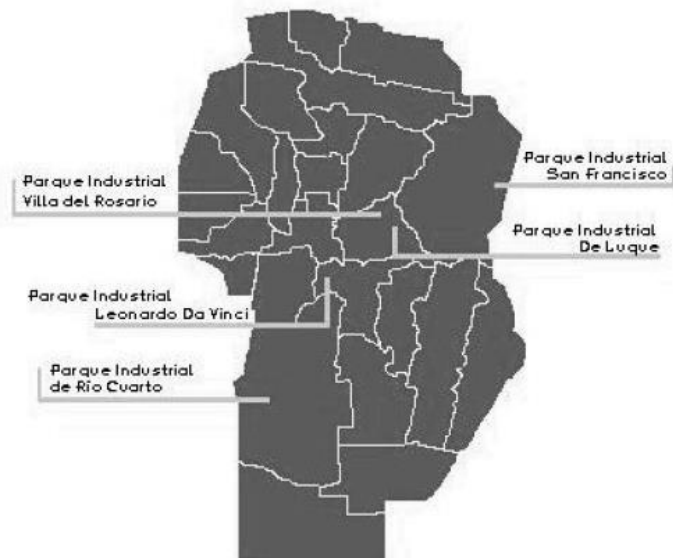 Parque Industrial
San Francisco
Parque Industrial
Villa del Rosario
Parque Industrial
De Luque
Parque Industrial
Leonardo Da Vinci
Parque Industrial
de Río Cuarto